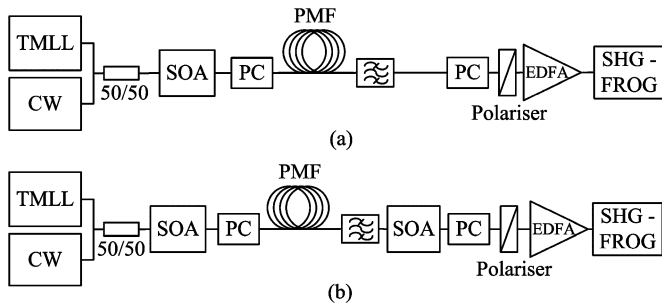 PMF
TMLL
CW
50/50
SOA
PC
PC
Polariser
EDFA
SHG -
FROG
(a)
PMF
TMLL
CW
50/50
SOA
PC
SOA
PC
Polariser
EDFA
SHG -
FROG
(b)